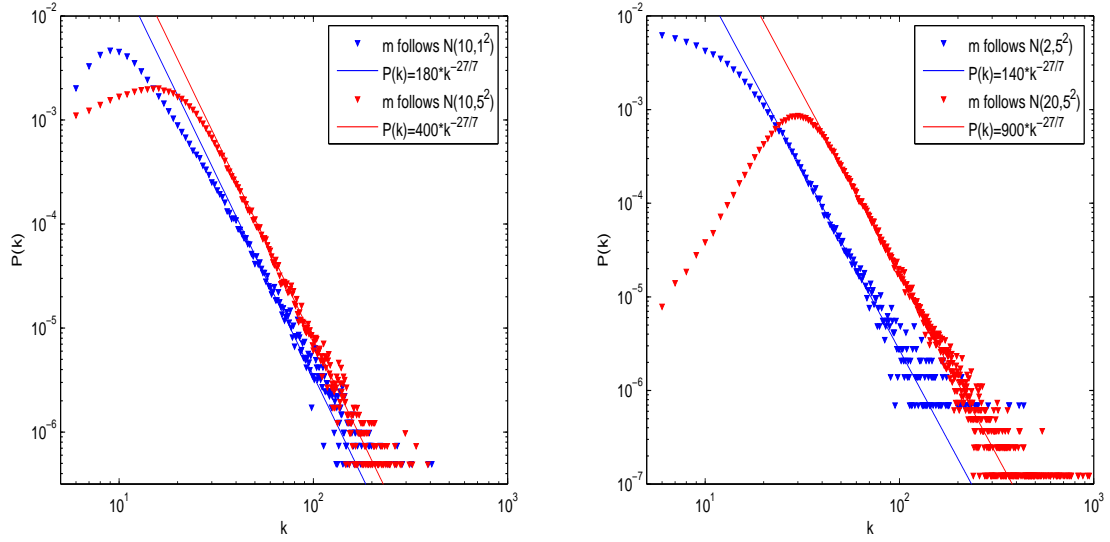 10^-2
10^-3
10^-4
10^-5
10^-6
P(k)
10^1
10^2
10^3
k
m follows N(10,1^2)
P(k)=180*k^-27/7
m follows N(10,5^2)
P(k)=400*k^-27/7
10^-2
10^-3
10^-4
10^-5
10^-6
10^-7
P(k)
10^1
10^2
10^3
k
m follows N(2,5^2)
P(k)=140*k^-27/7
m follows N(20,5^2)
P(k)=900*k^-27/7